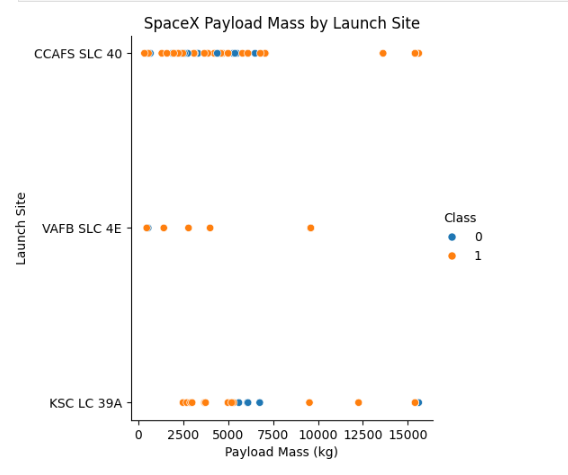 SpaceX Payload Mass by Launch Site
CCAFS SLC 40
VAFB SLC 4E
KSC LC 39A
Launch Site
0 2500 5000 7500 10000 12500 15000
Payload Mass (kg)
Class
0
1